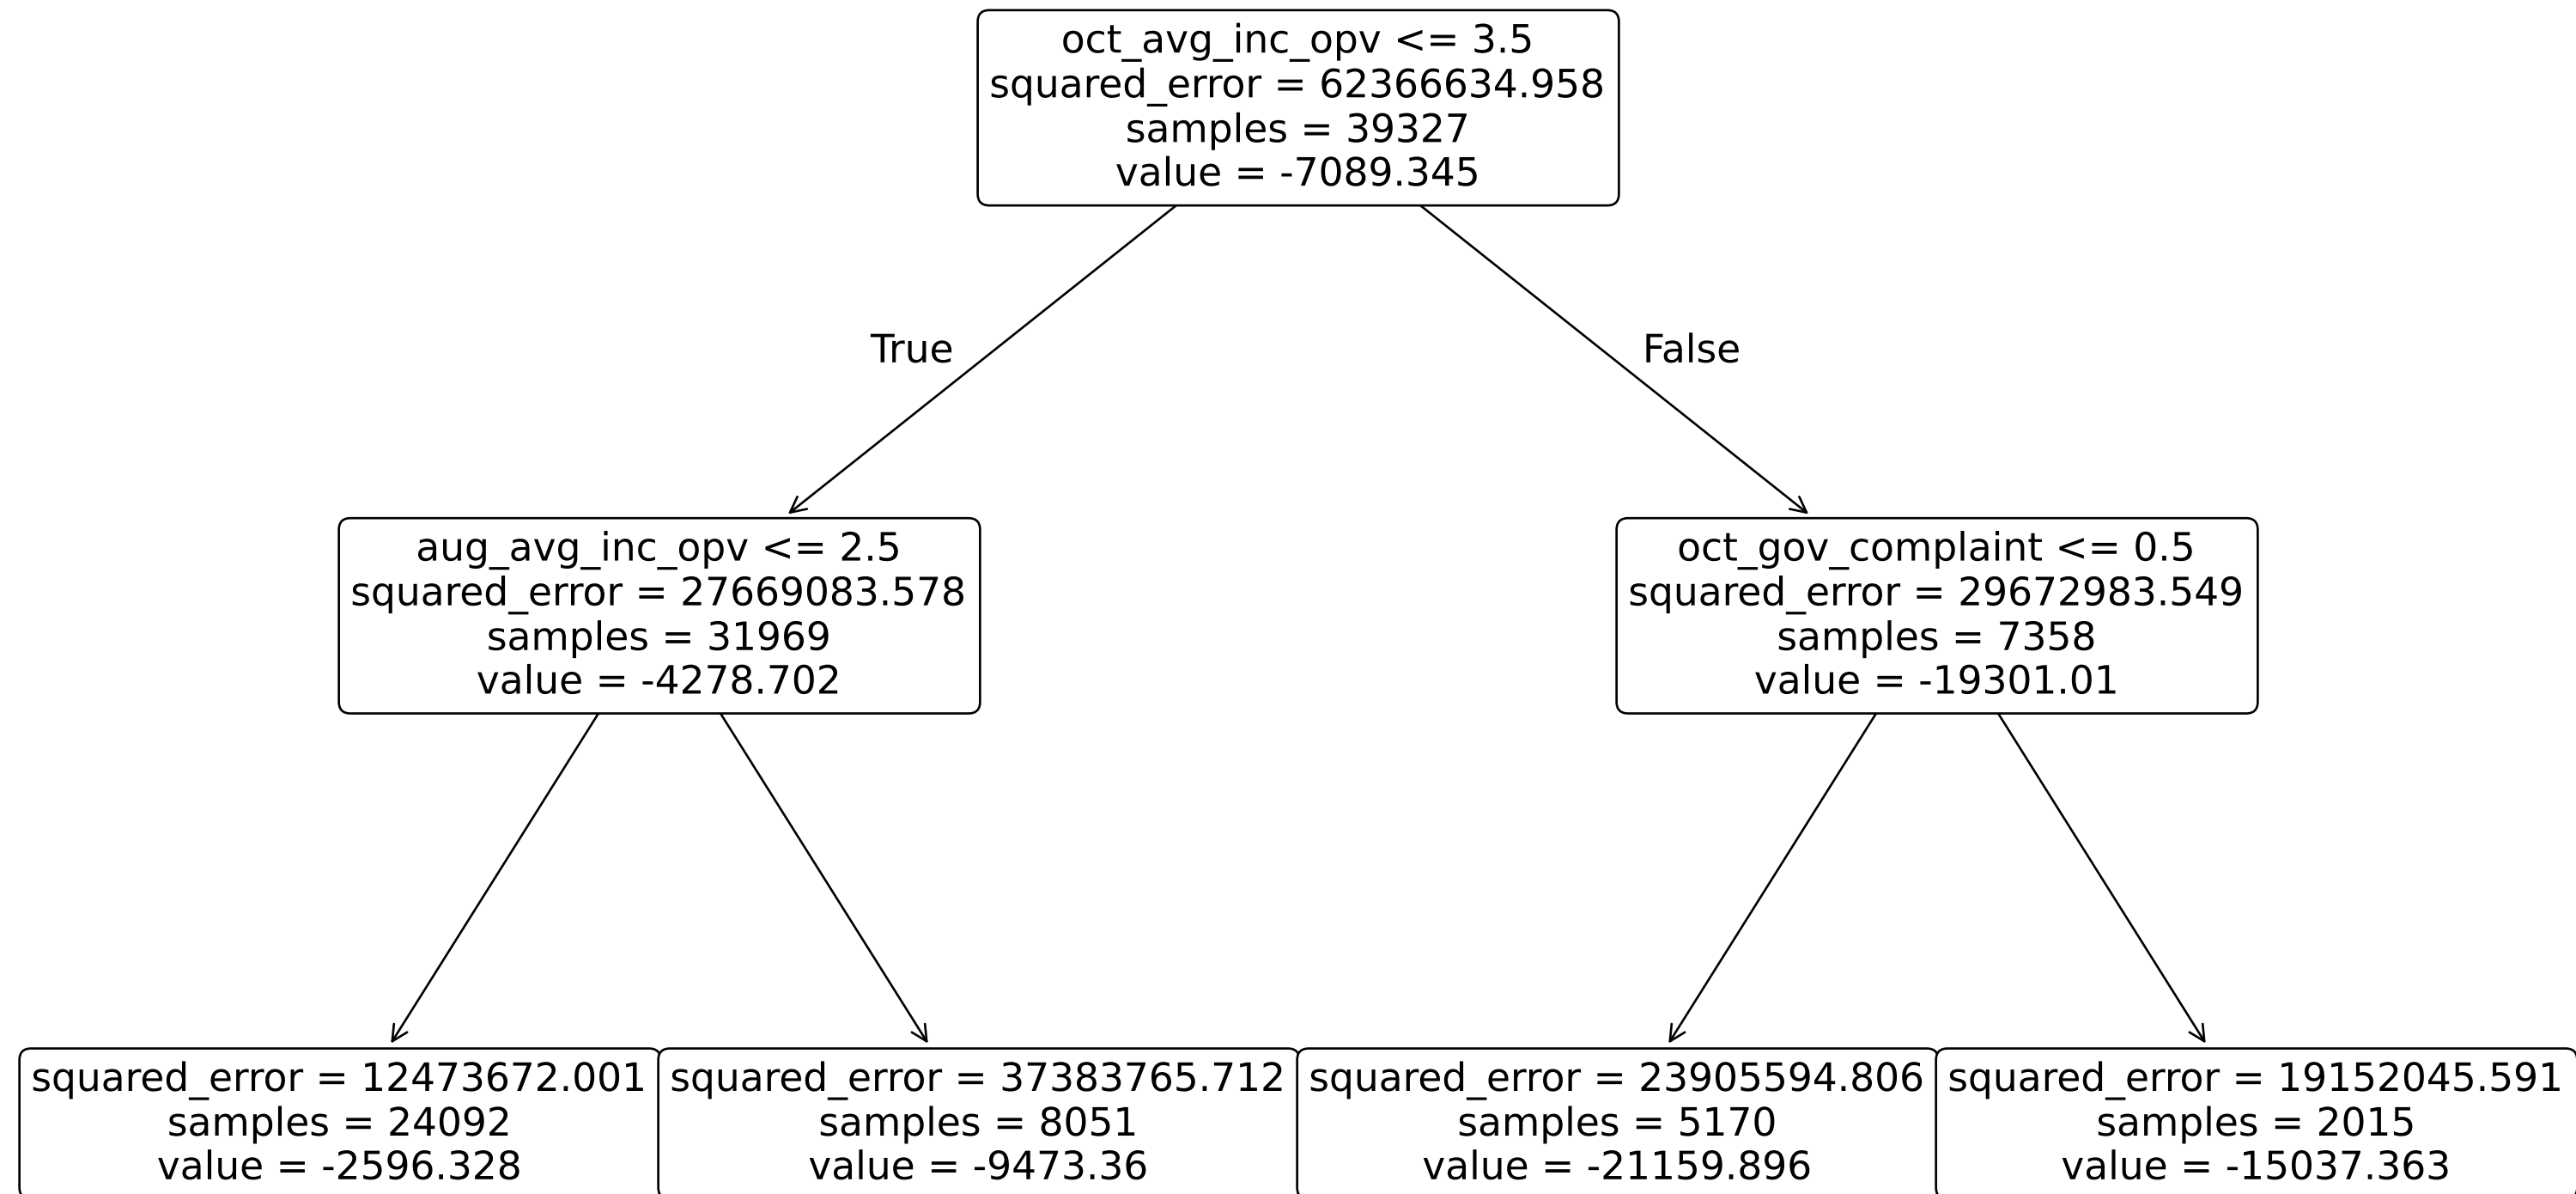 oct_avg_inc_opv <= 3.5
squared_error = 62366634.958
samples = 39327
value = -7089.345
True
False
aug_avg_inc_opv <= 2.5
squared_error = 27669083.578
samples = 31969
value = -4278.702
oct_gov_complaint <= 0.5
squared_error = 29672983.549
samples = 7358
value = -19301.01
squared_error = 12473672.001
samples = 24092
value = -2596.328
squared_error = 37383765.712
samples = 8051
value = -9473.36
squared_error = 23905594.806
samples = 5170
value = -21159.896
squared_error = 19152045.591
samples = 2015
value = -15037.363